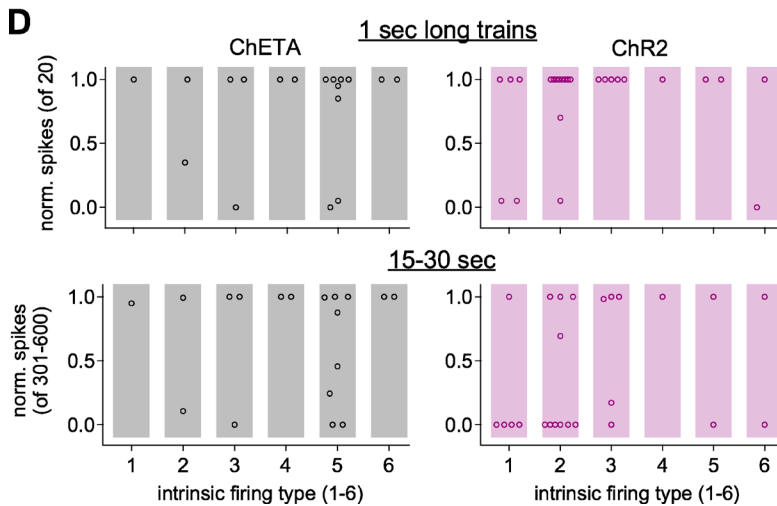 D
1 sec long trains
ChETA
ChR2
norm. spikes (of 20)
1.0
0.5
0.0
1.0
0.5
0.0
15-30 sec
norm. spikes
(of 301-600)
1.0
0.5
0.0
1.0
0.5
0.0
1 2 3 4 5 6
1 2 3 4 5 6
intrinsic firing type (1-6)
intrinsic firing type (1-6)